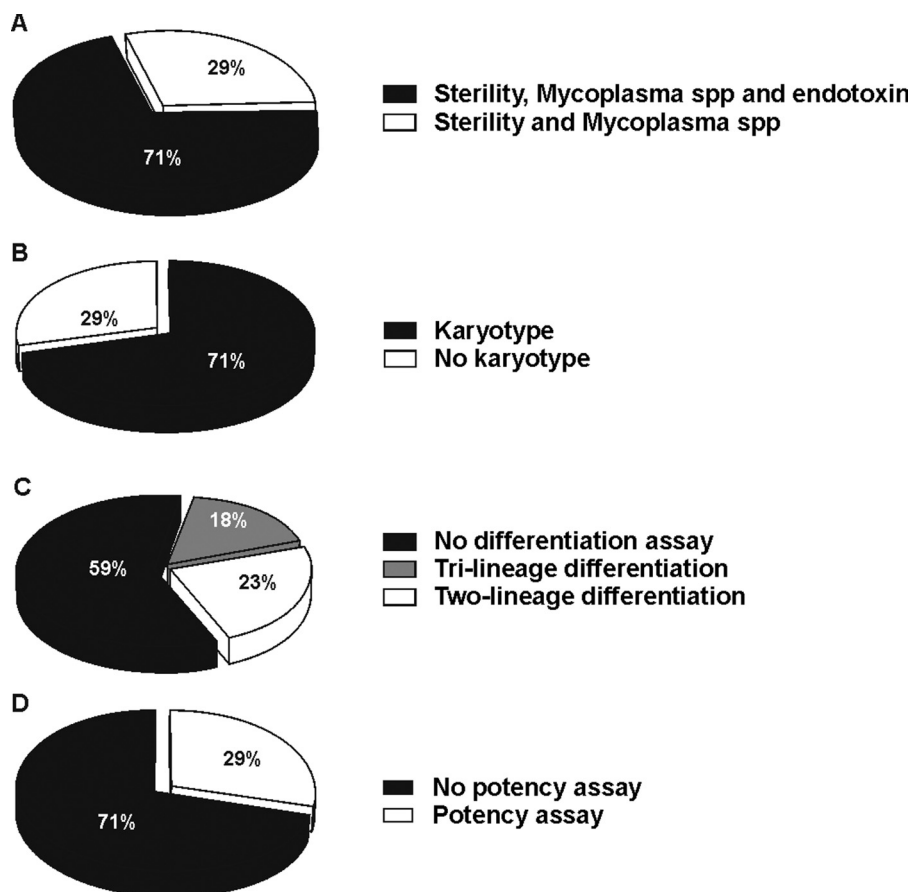 A
29%
71%
Sterility, Mycoplasma spp and endotoxin
Sterility and Mycoplasma spp
B
29%
71%
Karyotype
No karyotype
C
18%
59%
23%
No differentiation assay
Tri-lineage differentiation
Two-lineage differentiation
D
29%
71%
No potency assay
Potency assay